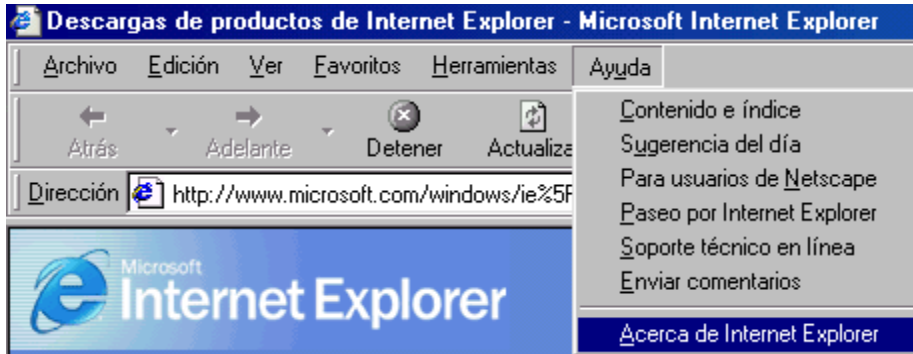 Descargas de productos de Internet Explorer - Microsoft Internet Explorer
Archivo Edición Ver Favoritos Herramientas Ayuda
Atrás Adelante Detener Actualiza
Dirección http://www.microsoft.com/windows/ie%5F
Microsoft
Internet Explorer
Contenido e índice
Sugerencia del día
Para usuarios de Netscape
Paseo por Internet Explorer
Soporte técnico en línea
Enviar comentarios
Acerca de Internet Explorer